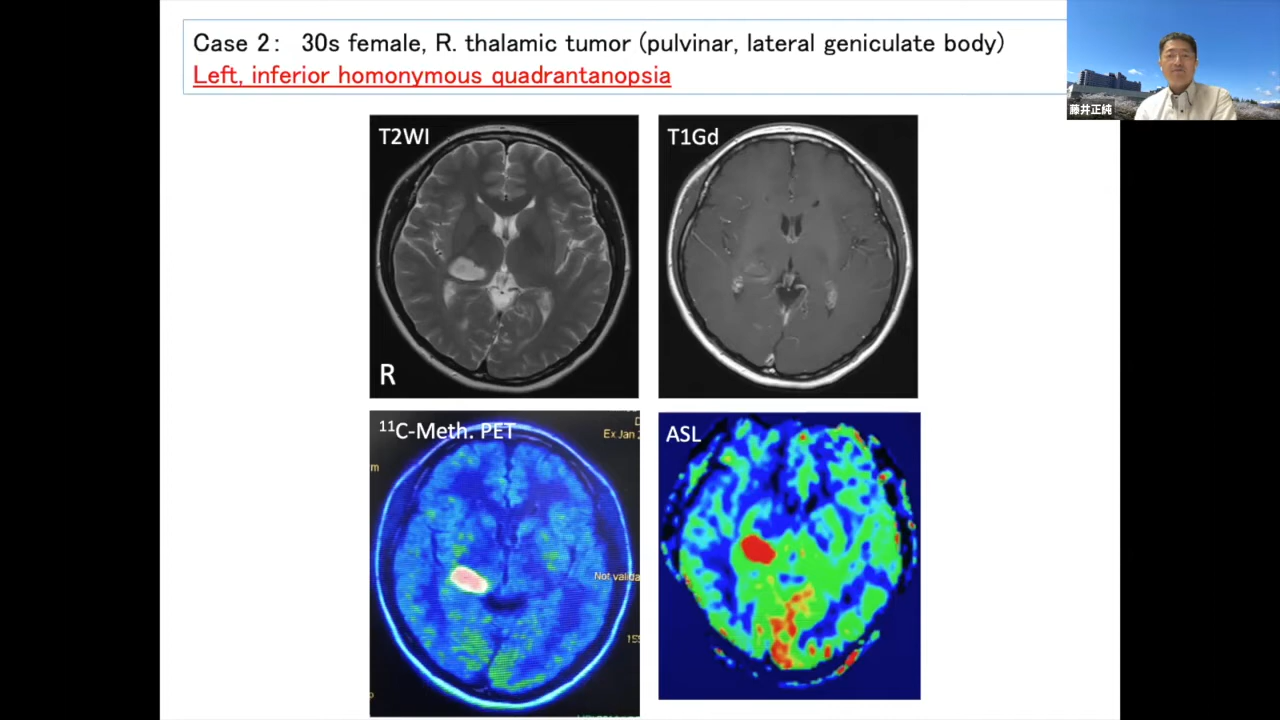 Case 2: 30s female, R. thalamic tumor (pulvinar, lateral geniculate body)
Left, inferior homonymous quadrantanopsia
藤井正純
T2WI
T1Gd
R
11C-Meth. PET
Ex Jan
m
Not valida
ASL